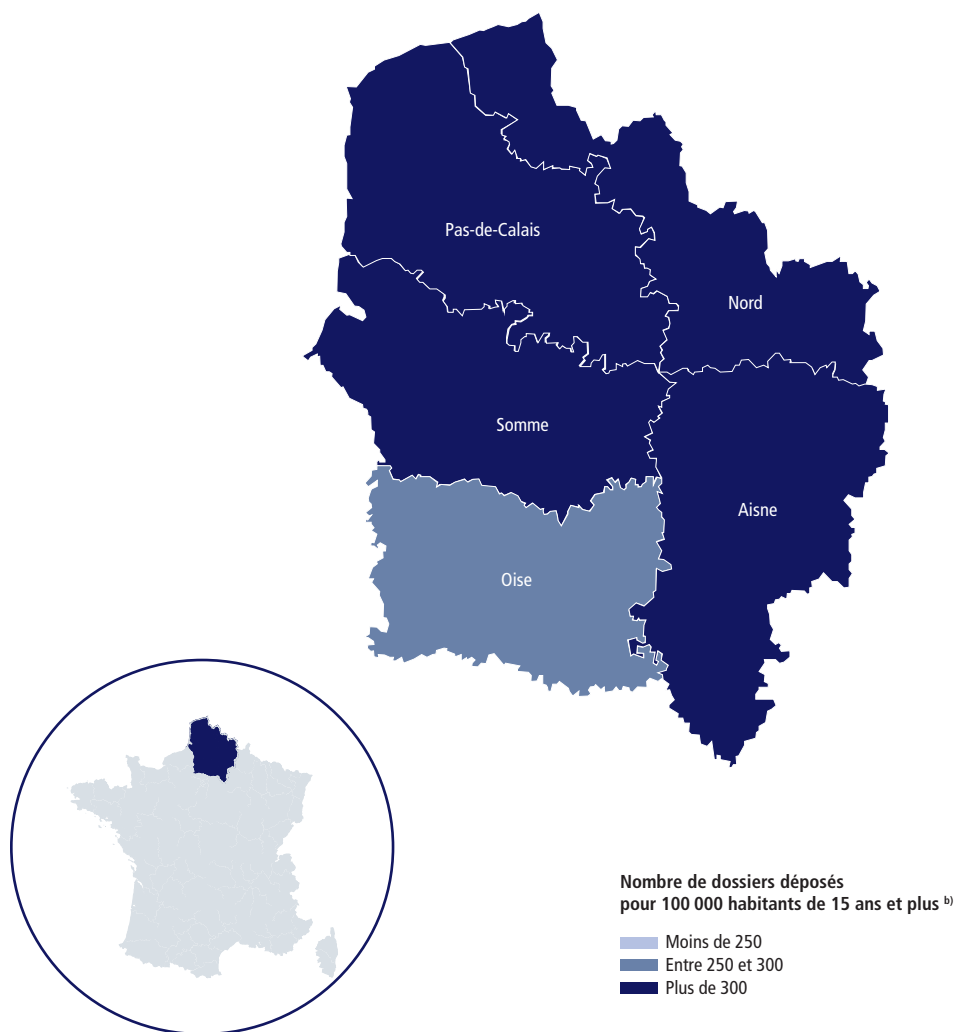 Pas-de-Calais
Nord
Somme
Aisne
Oise
Nombre de dossiers déposés
pour 100 000 habitants de 15 ans et plus b)
Moins de 250
Entre 250 et 300
Plus de 300